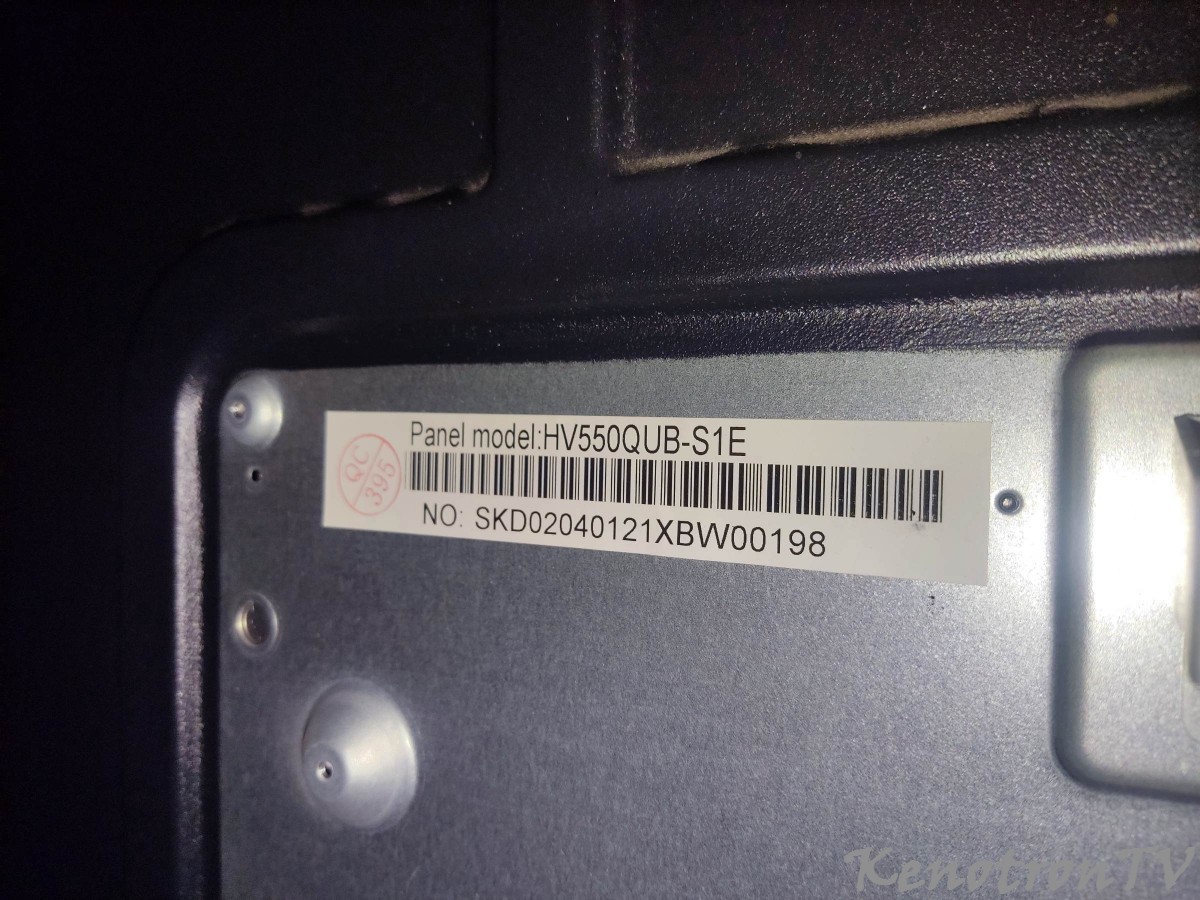 Panel model:HV550QUB-S1E
QC
395
NO: SKD02040121XBW00198
KenotronTV